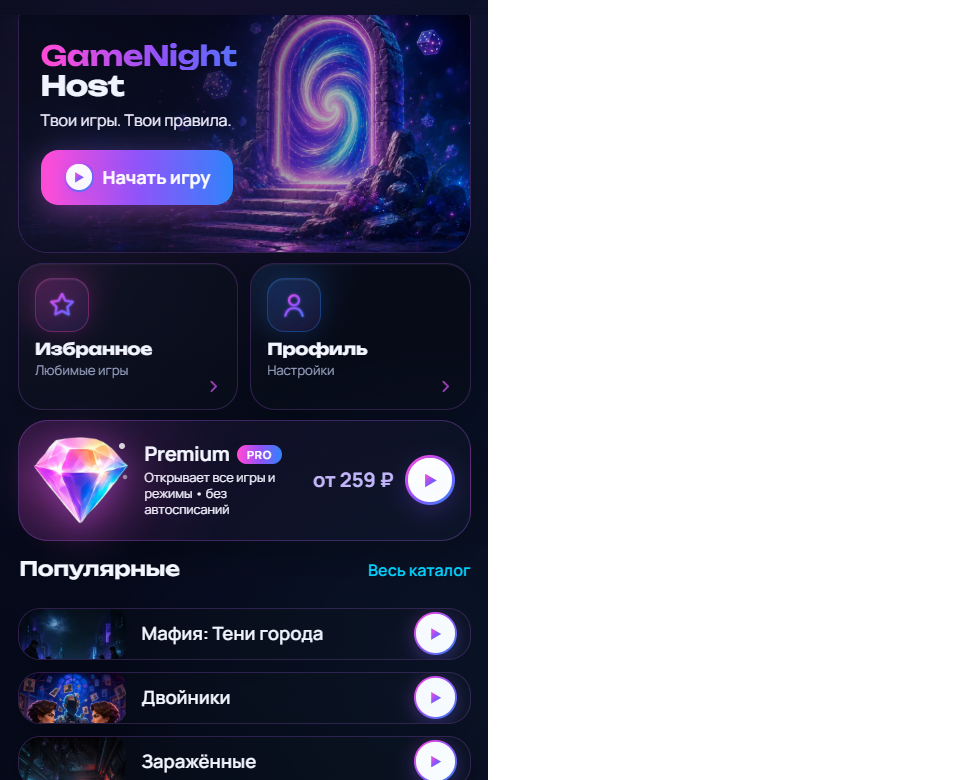 GameNight
Host
Твои игры. Твои правила.
Начать игру
Избранное
Любимые игры
Профиль
Настройки
Premium PRO
Открывает все игры и
режимы • без
автосписаний
от 259 ₽
Популярные
Весь каталог
Мафия: Тени города
Двойники
Заражённые